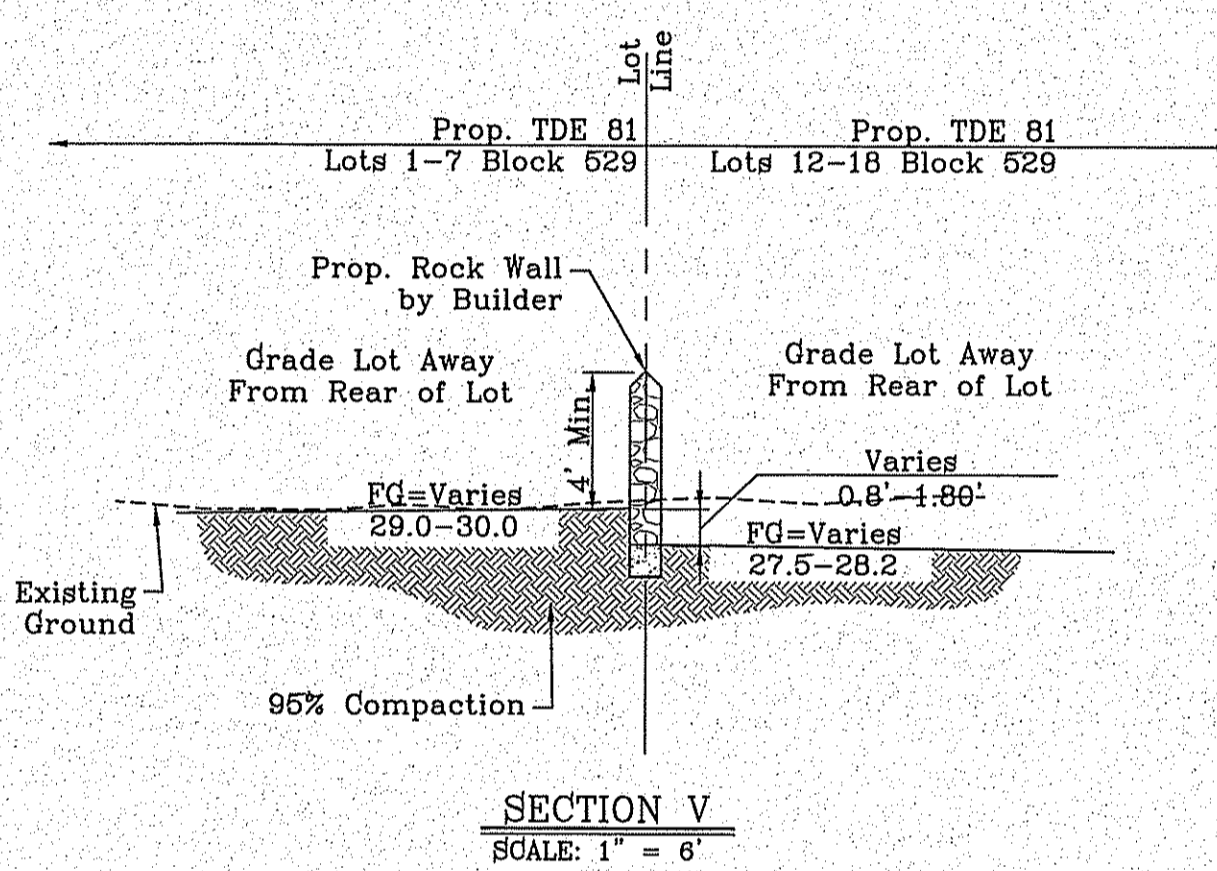 Lot
Line
Prop. TDE 81
Lots 1-7 Block 529
Prop. TDE 81
Lots 12-18 Block 529
Prop. Rock Wall
by Builder
Grade Lot Away
From Rear of Lot
Grade Lot Away
From Rear of Lot
4' Min.
Varies
0.8'-1.80'
FG=Varies
29.0-30.0
FG=Varies
27.5-28.2
Existing
Ground
95% Compaction
SECTION V
SCALE: 1" = 6'